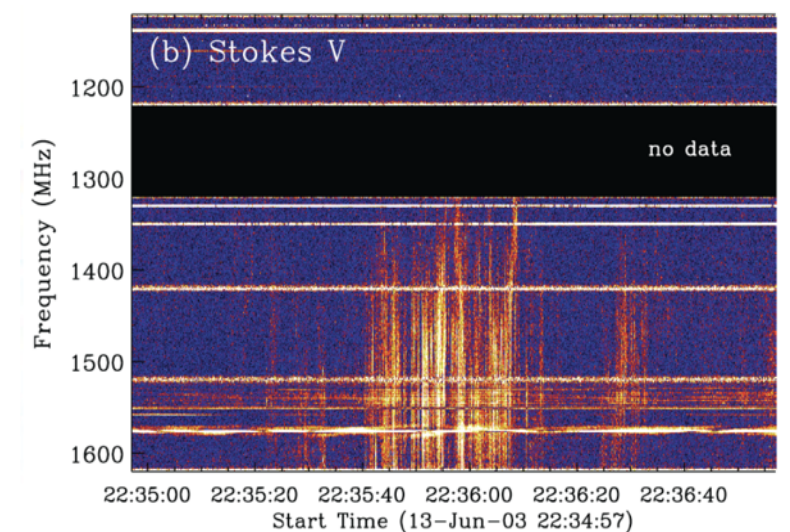 (b) Stokes V
1200
no data
1300
1400
1500
1600
Frequency (MHz)
22:35:00 22:35:20 22:35:40 22:36:00 22:36:20 22:36:40
Start Time (13-Jun-03 22:34:57)